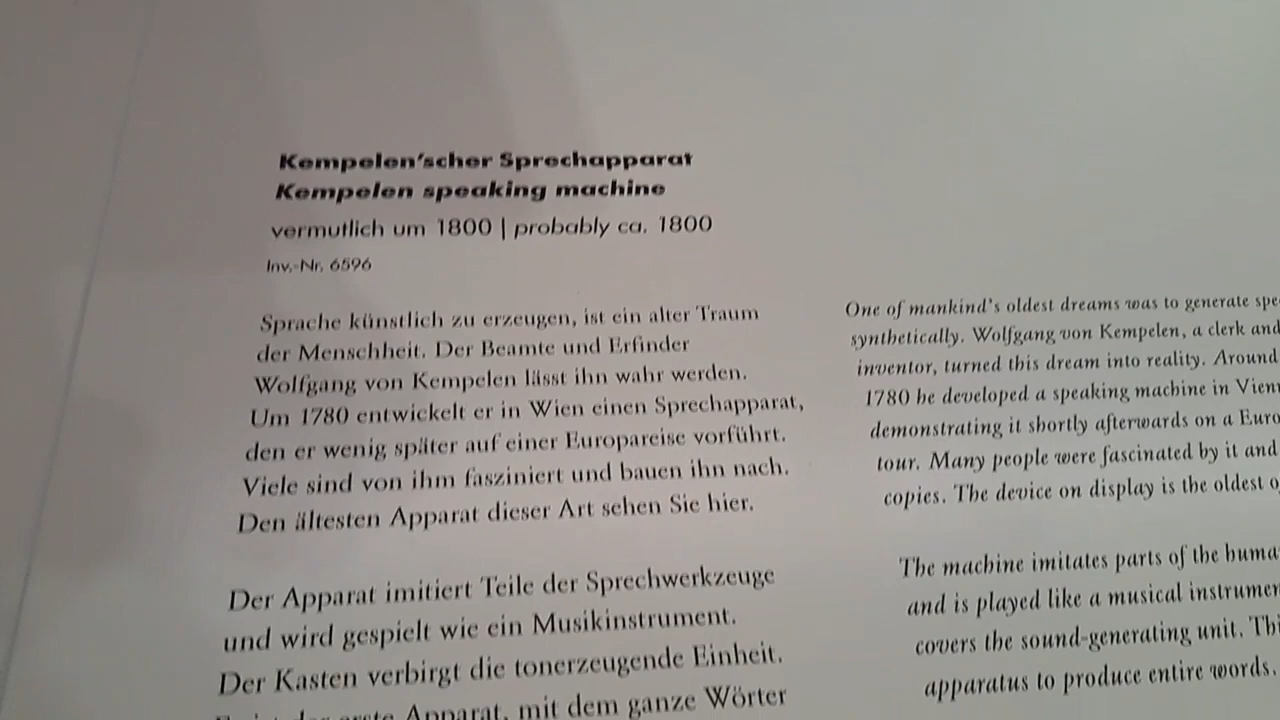 Kempelen'scher Sprechapparat
Kempelen speaking machine
vermutlich um 1800 | probably ca. 1800
Inv.-Nr. 6596
Sprache künstlich zu erzeugen, ist ein alter Traum
der Menschheit. Der Beamte und Erfinder
Wolfgang von Kempelen lässt ihn wahr werden.
Um 1780 entwickelt er in Wien einen Sprechapparat,
den er wenig später auf einer Europareise vorführt.
Viele sind von ihm fasziniert und bauen ihn nach.
Den ältesten Apparat dieser Art sehen Sie hier.
Der Apparat imitiert Teile der Sprechwerkzeuge
und wird gespielt wie ein Musikinstrument.
Der Kasten verbirgt die tonerzeugende Einheit.
der erste Apparat, mit dem ganze Wörter
One of mankind's oldest dreams was to generate
synthetically. Wolfgang von Kempelen, a clerk and
inventor, turned this dream into reality. Around
1780 he developed a speaking machine in
demonstrating it shortly afterwards on a
tour. Many people were fascinated by it and
copies. The device on display is the oldest
The machine imitates parts of the
and is played like a musical
covers the sound-generating unit.
apparatus to produce entire words.